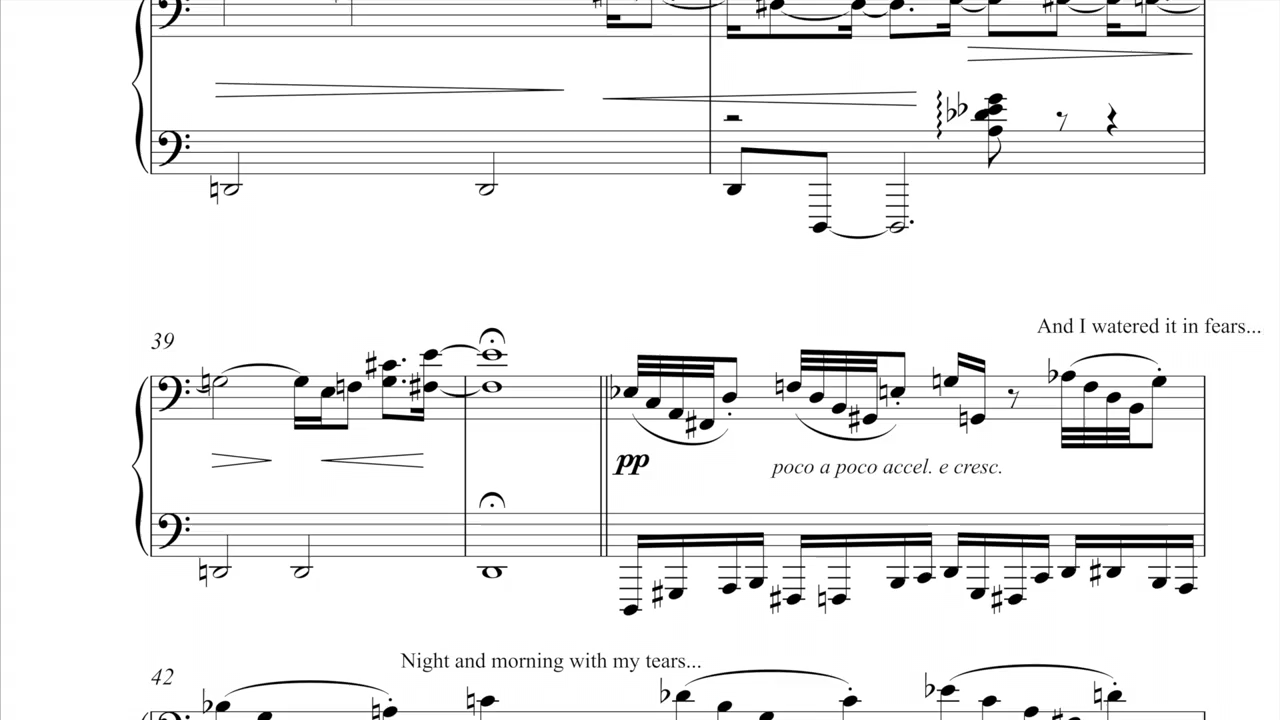 39
And I watered it in fears...
pp
poco a poco accel. e cresc.
42
Night and morning with my tears...